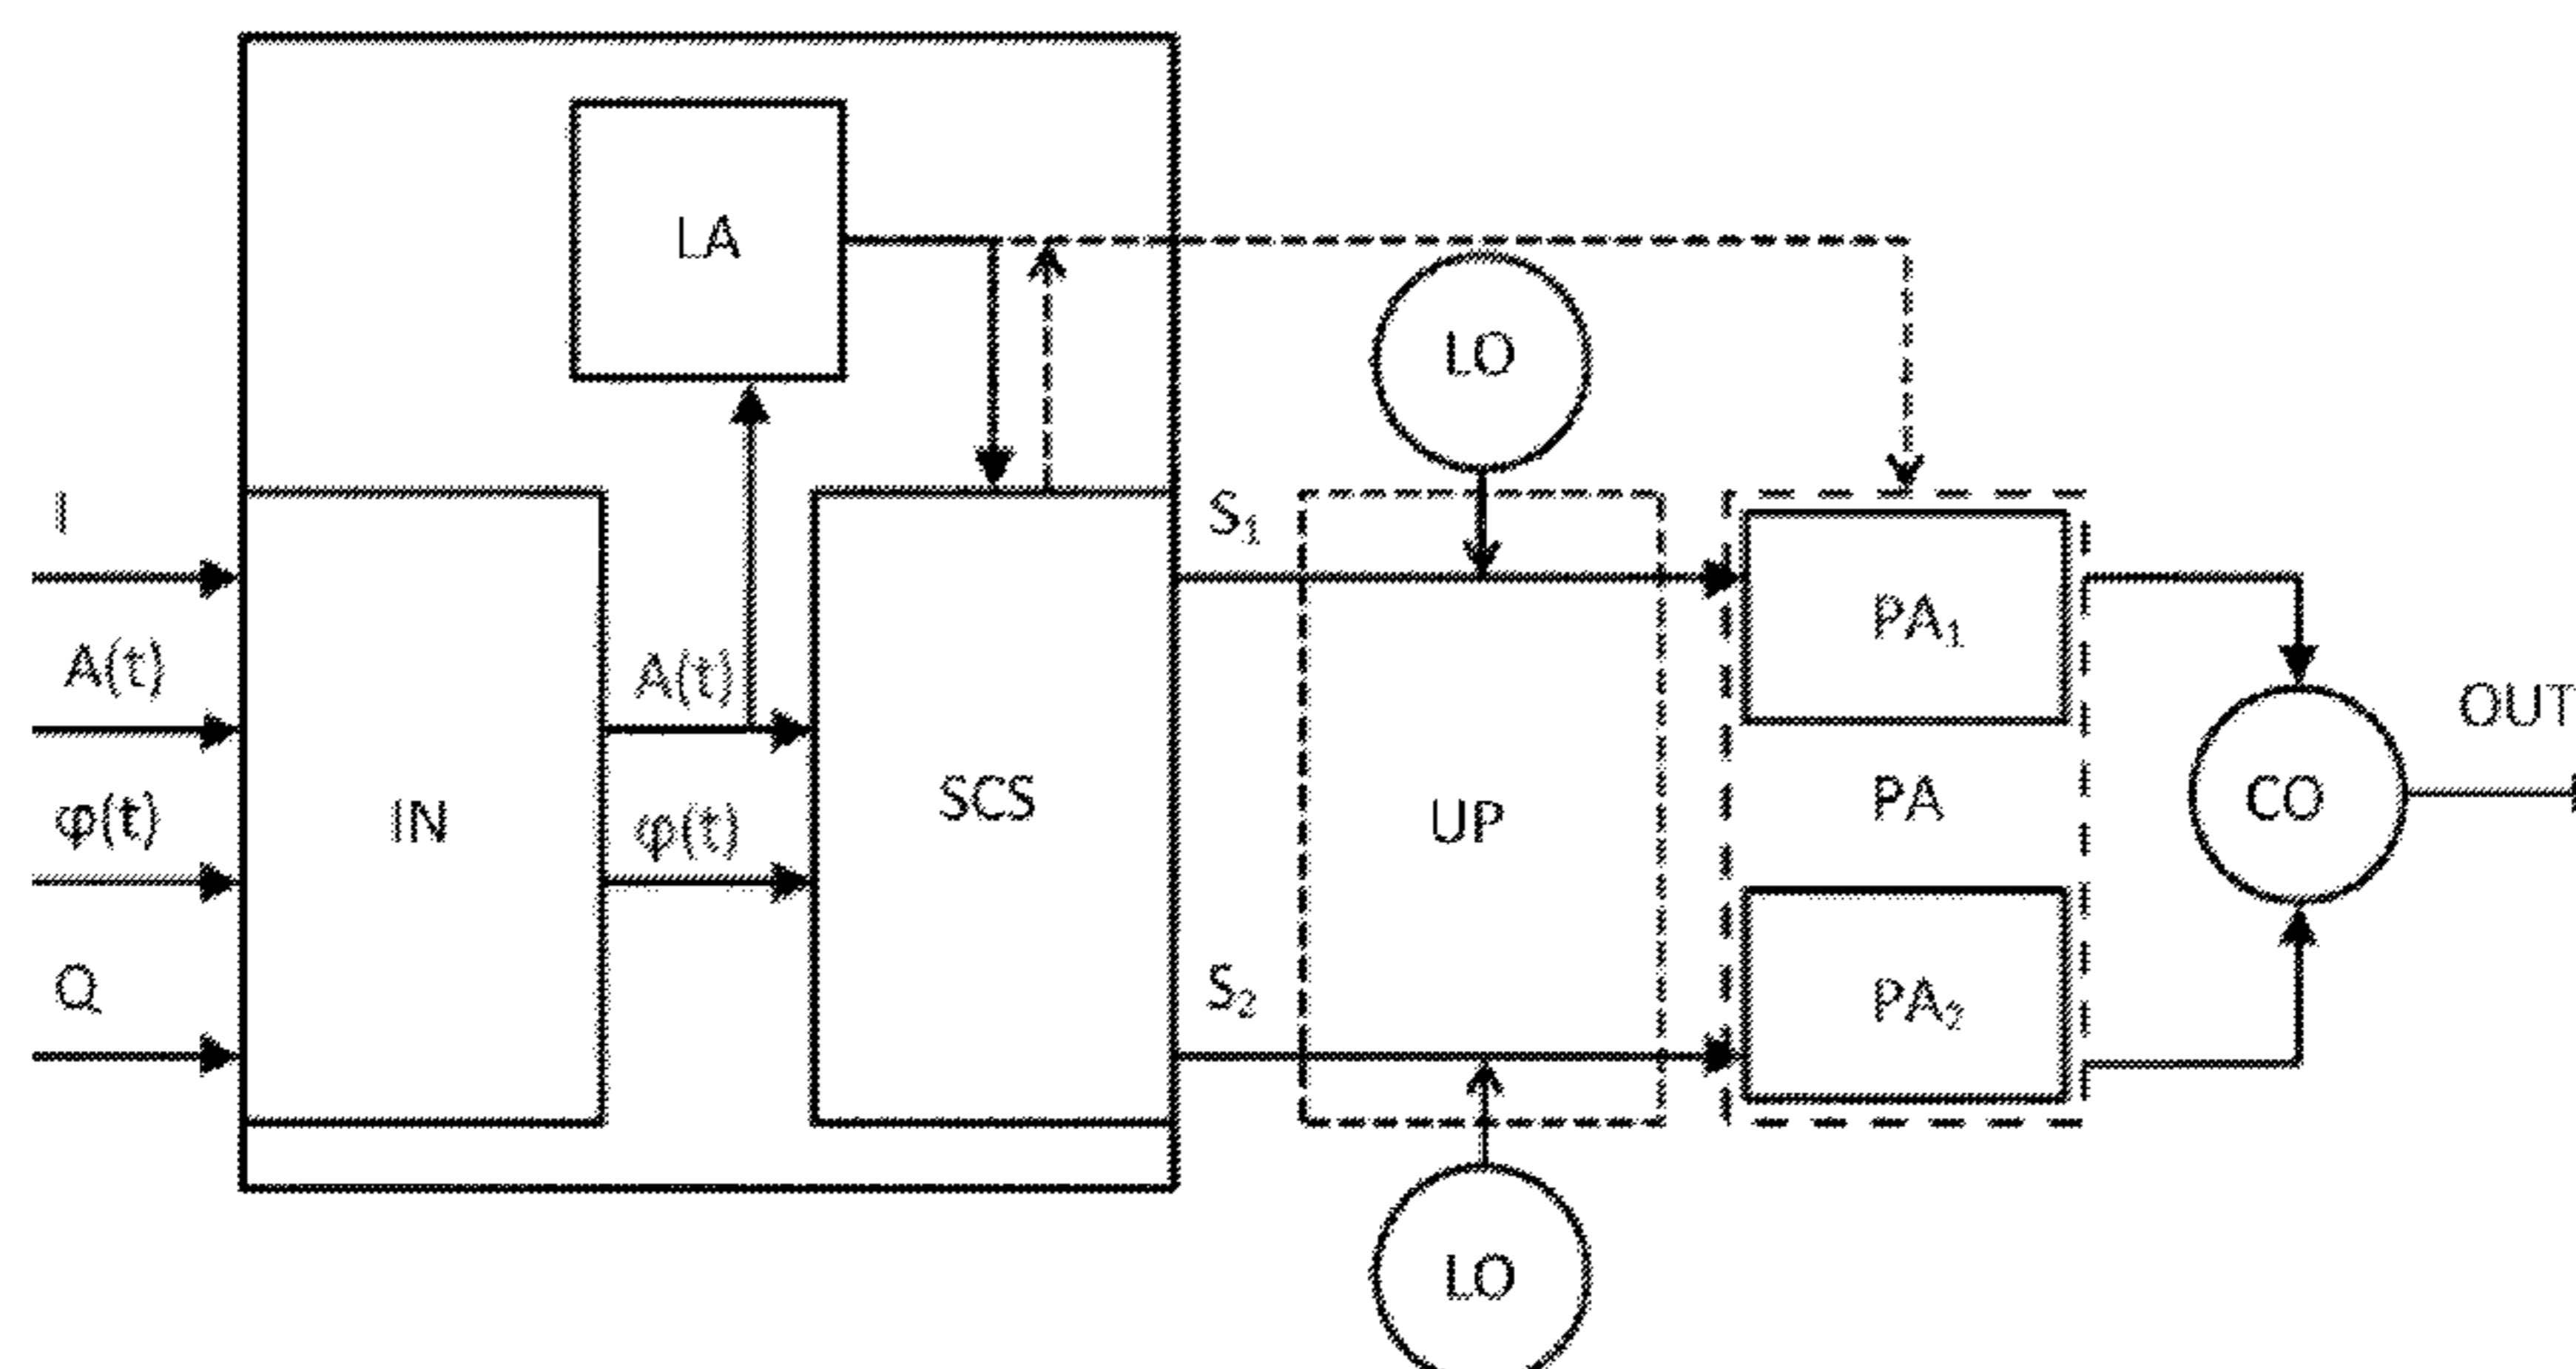 LA
LO
I
S₁
A(t)
A(t)
PA₁
OUT
φ(t)
φ(t)
IN
SCS
UP
PA
CO
Q
S₂
PA₂
LO